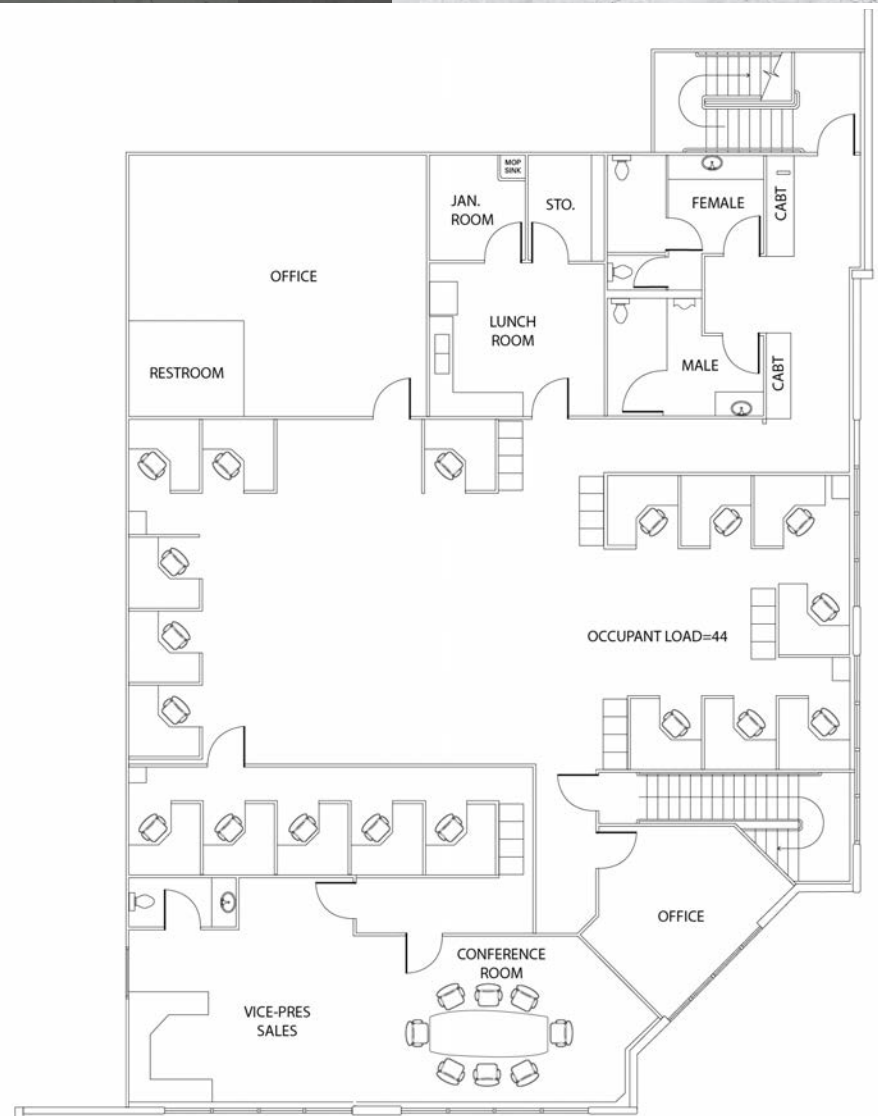 MOP
SINK
JAN.
ROOM
STO.
FEMALE
CABT
OFFICE
LUNCH
ROOM
RESTROOM
MALE
CABT
OCCUPANT LOAD=44
OFFICE
CONFERENCE
ROOM
VICE-PRES
SALES